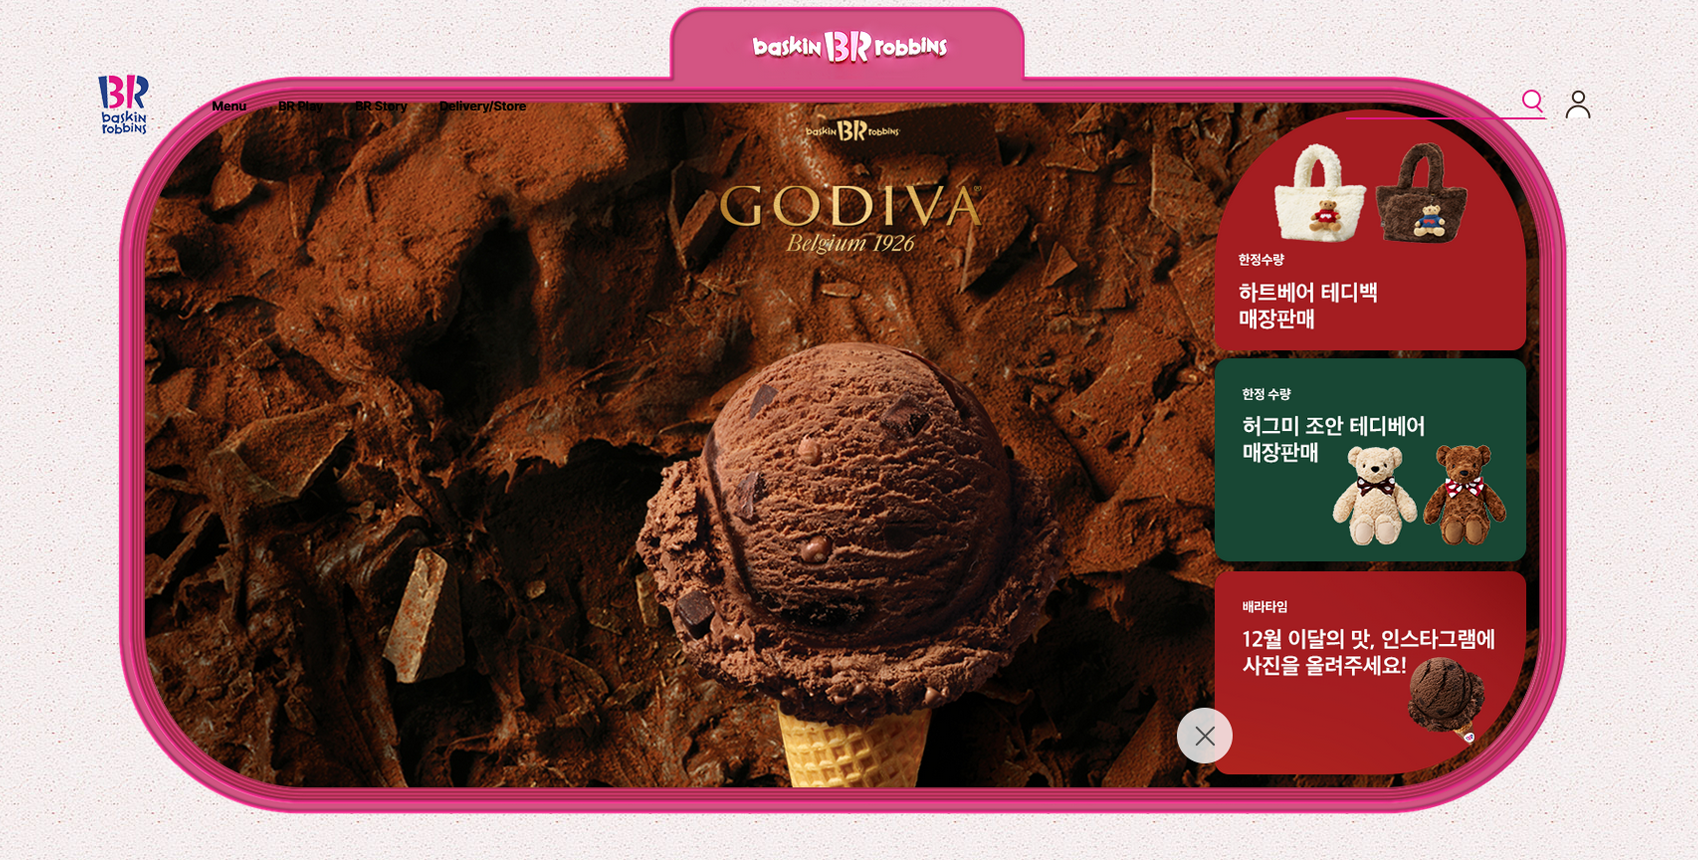 baskin BR robbins
BR
baskin
robbins
Menu BR Play BR Story Delivery/Store
baskin BR robbins
GODIVA
Belgium 1926
한정수량
하트베어 테디백
매장판매
한정 수량
허그미 조안 테디베어
매장판매
배라타임
12월 이달의 맛, 인스타그램에
사진을 올려주세요!